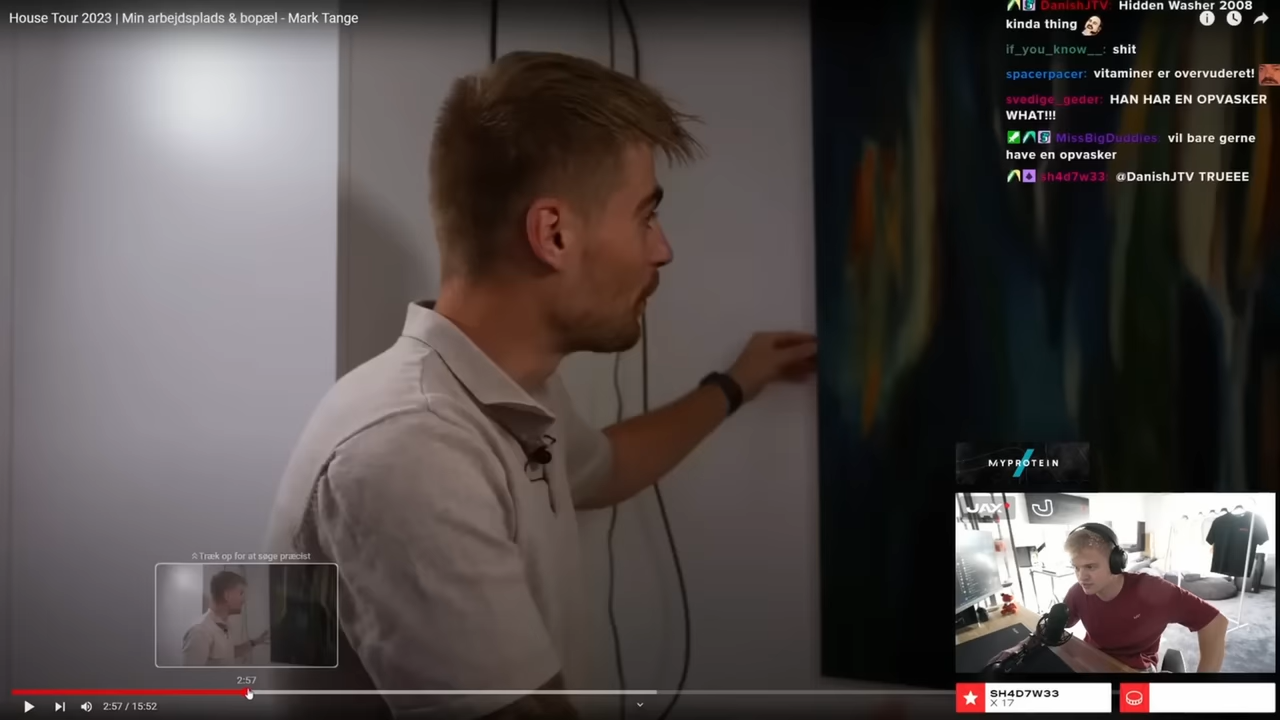 House Tour 2023 | Min arbejdsplads & bopæl - Mark Tange
DanishJTV: Hidden Washer 2008
kinda thing
if_you_know__: shit
spacerpacer: vitaminer er overvuderet!
svedige_geder: HAN HAR EN OPVASKER
WHAT!!!
MissBigDuddies: vil bare gerne
have en opvasker
sh4d7w33: @DanishJTV TRUEEE
MYPROTEIN
JAX
Træk op for at søge præcist
2:57
2:57 / 15:52
SH4D7W33
X 17